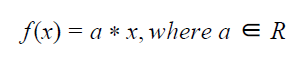 f(x) = a * x, where a ∈ R